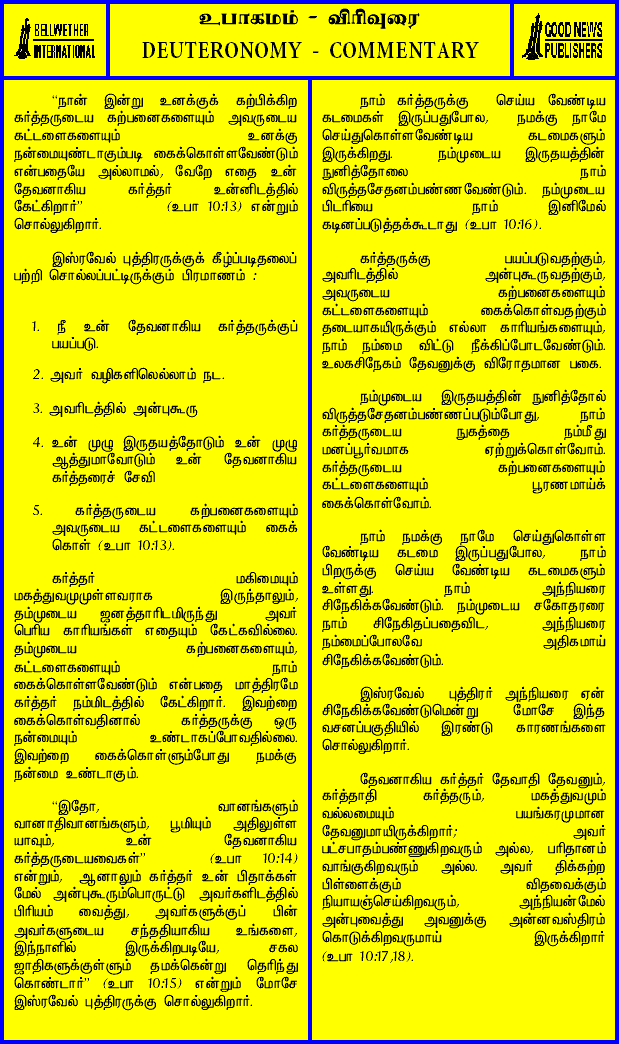 BELLWETHER
INTERNATIONAL
உபாகமம் - விரிவுரை
DEUTERONOMY - COMMENTARY
GOOD NEWS
PUBLISHERS
“நான் இன்று உனக்குக் கற்பிக்கிற
கர்த்தருடைய கற்பனைகளையும் அவருடைய
கட்டளைகளையும் உனக்கு
நன்மையுண்டாகும்படி கைக்கொள்ளவேண்டும்
என்பதையே அல்லாமல், வேறே எதை உன்
தேவனாகிய கர்த்தர் உன்னிடத்தில்
கேட்கிறார்” (உபா 10:13) என்றும்
சொல்லுகிறார்.
இஸ்ரவேல் புத்திரருக்குக் கீழ்ப்படிதலைப்
பற்றி சொல்லப்பட்டிருக்கும் பிரமாணம் :
1. நீ உன் தேவனாகிய கர்த்தருக்குப்
பயப்படு.
2. அவர் வழிகளிலெல்லாம் நட.
3. அவரிடத்தில் அன்புகூரு
4. உன் முழு இருதயத்தோடும் உன் முழு
ஆத்துமாவோடும் உன் தேவனாகிய
கர்த்தரைச் சேவி
5. கர்த்தருடைய கற்பனைகளையும்
அவருடைய கட்டளைகளையும் கைக்
கொள் (உபா 10:13).
கர்த்தர் மகிமையும்
மகத்துவமுமுள்ளவராக இருந்தாலும்,
தம்முடைய ஜனத்தாரிடமிருந்து அவர்
பெரிய காரியங்கள் எதையும் கேட்கவில்லை.
தம்முடைய கற்பனைகளையும்,
கட்டளைகளையும் நாம்
கைக்கொள்ளவேண்டும் என்பதை மாத்திரமே
கர்த்தர் நம்மிடத்தில் கேட்கிறார். இவற்றை
கைக்கொள்வதினால் கர்த்தருக்கு ஒரு
நன்மையும் உண்டாகப்போவதில்லை.
இவற்றை கைக்கொள்ளும்போது நமக்கு
நன்மை உண்டாகும்.
“இதோ, வானங்களும்
வானாதிவானங்களும், பூமியும் அதிலுள்ள
யாவும், உன் தேவனாகிய
கர்த்தருடையவைகள்” (உபா 10:14)
என்றும், ஆனாலும் கர்த்தர் உன் பிதாக்கள்
மேல் அன்புகூரும்பொருட்டு அவர்களிடத்தில்
பிரியம் வைத்து, அவர்களுக்குப் பின்
அவர்களுடைய சந்ததியாகிய உங்களை,
இந்நாளில் இருக்கிறபடியே, சகல
ஜாதிகளுக்குள்ளும் தமக்கென்று தெரிந்து
கொண்டார்” (உபா 10:15) என்றும் மோசே
இஸ்ரவேல் புத்திரருக்கு சொல்லுகிறார்.
நாம் கர்த்தருக்கு செய்ய வேண்டிய
கடமைகள் இருப்பதுபோல, நமக்கு நாமே
செய்துகொள்ளவேண்டிய கடமைகளும்
இருக்கிறது. நம்முடைய இருதயத்தின்
நுனித்தோலை நாம்
விருத்தசேதனம்பண்ணவேண்டும். நம்முடைய
பிடரியை நாம் இனிமேல்
கடினப்படுத்தக்கூடாது (உபா 10:16).
கர்த்தருக்கு பயப்படுவதற்கும்,
அவரிடத்தில் அன்புகூருவதற்கும்,
அவருடைய கற்பனைகளையும்
கட்டளைகளையும் கைக்கொள்வதற்கும்
தடையாகயிருக்கும் எல்லா காரியங்களையும்,
நாம் நம்மை விட்டு நீக்கிப்போடவேண்டும்.
உலகசிநேகம் தேவனுக்கு விரோதமான பகை.
நம்முடைய இருதயத்தின் நுனித்தோல்
விருத்தசேதனம்பண்ணப்படும்போது, நாம்
கர்த்தருடைய நுகத்தை நம்மீது
மனப்பூர்வமாக ஏற்றுக்கொள்வோம்.
கர்த்தருடைய கற்பனைகளையும்
கட்டளைகளையும் பூரணமாய்க்
கைக்கொள்வோம்.
நாம் நமக்கு நாமே செய்துகொள்ள
வேண்டிய கடமை இருப்பதுபோல, நாம்
பிறருக்கு செய்ய வேண்டிய கடமைகளும்
உள்ளது. நாம் அந்நியரை
சிநேகிக்கவேண்டும். நம்முடைய சகோதரரை
நாம் சிநேகிதப்பதைவிட, அந்நியரை
நம்மைப்போலவே அதிகமாய்
சிநேகிக்கவேண்டும்.
இஸ்ரவேல் புத்திரர் அந்நியரை ஏன்
சிநேகிக்கவேண்டுமென்று மோசே இந்த
வசனப்பகுதியில் இரண்டு காரணங்களை
சொல்லுகிறார்.
தேவனாகிய கர்த்தர் தேவாதி தேவனும்,
கர்த்தாதி கர்த்தரும், மகத்துவமும்
வல்லமையும் பயங்கரமுமான
தேவனுமாயிருக்கிறார்; அவர்
பட்சபாதம்பண்ணுகிறவரும் அல்ல, பரிதானம்
வாங்குகிறவரும் அல்ல. அவர் திக்கற்ற
பிள்ளைக்கும் விதவைக்கும்
நியாயஞ்செய்கிறவரும், அந்நியன்மேல்
அன்புவைத்து அவனுக்கு அன்னவஸ்திரம்
கொடுக்கிறவருமாய் இருக்கிறார்
(உபா 10:17,18).